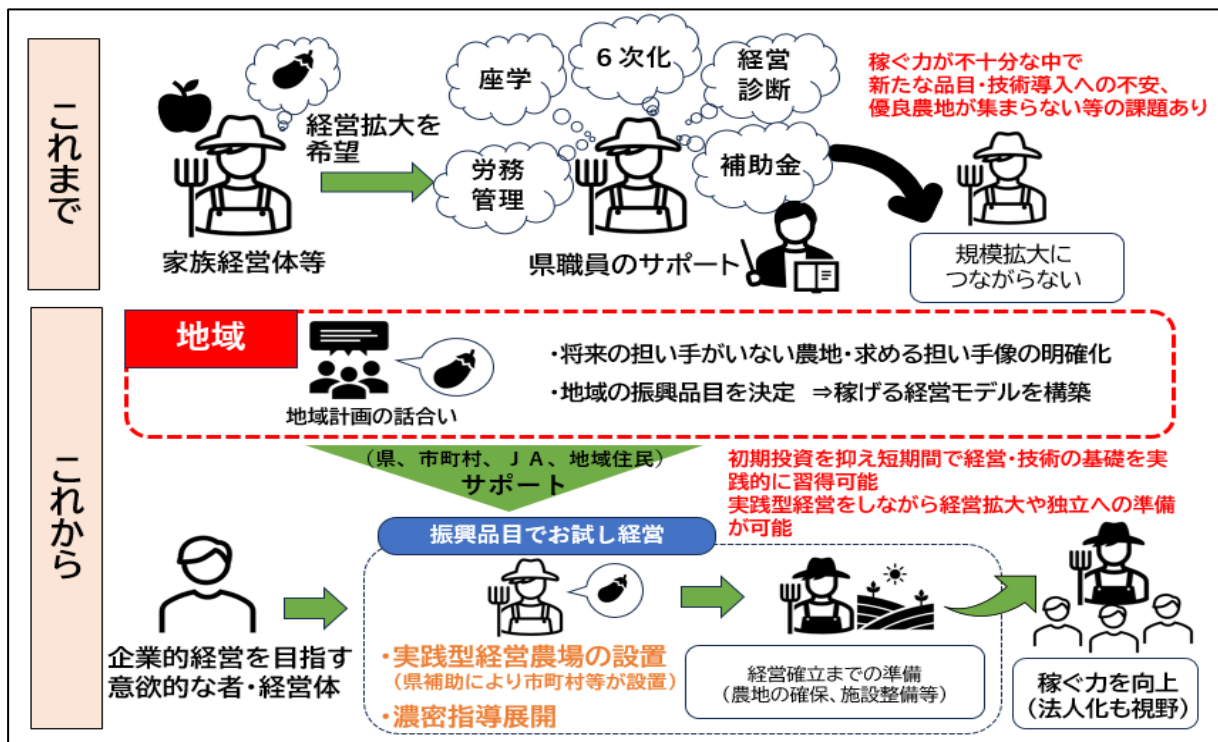 これまで
座学
6次化
経営
診断
稼ぐ力が不十分な中で
新たな品目・技術導入への不安、
優良農地が集まらない等の課題あり
経営拡大を
希望
労務
管理
補助金
家族経営体等
県職員のサポート
規模拡大に
つながらない
これから
地域
地域計画の話合い
・将来の担い手がいない農地・求める担い手像の明確化
・地域の振興品目を決定 ⇒稼げる経営モデルを構築
(県、市町村、JA、地域住民)
サポート
初期投資を抑え短期間で経営・技術の基礎を実
践的に習得可能
実践型経営をしながら経営拡大や独立への準備
が可能
振興品目でお試し経営
企業的経営を目指す
意欲的な者・経営体
・実践型経営農場の設置
(県補助により市町村等が設置)
・濃密指導展開
経営確立までの準備
(農地の確保、施設整備等)
稼ぐ力を向上
(法人化も視野)